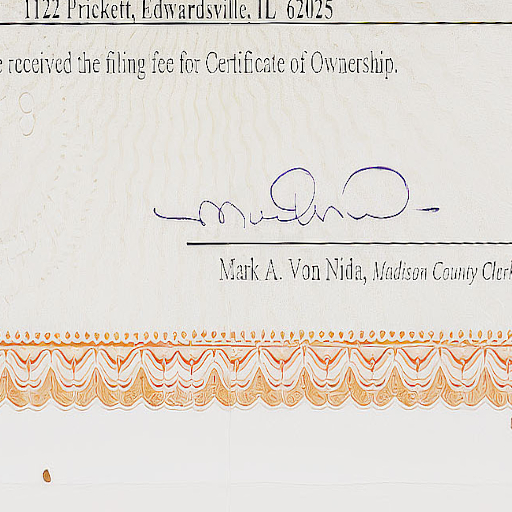 1122 Prickett, Edwardsville, IL 62025
received the filing fee for Certificate of Ownership.
Mark A. Von Nida, Madison County Clerk